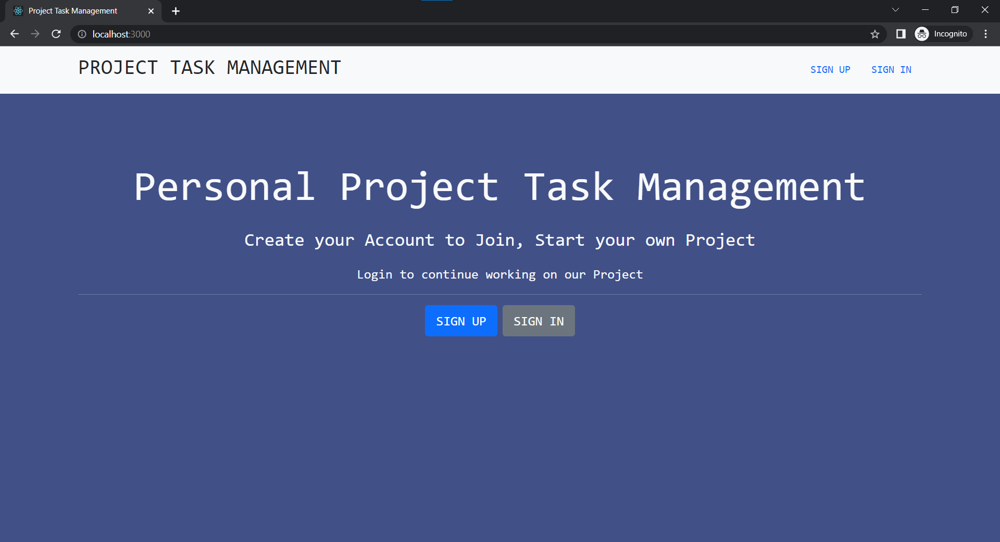 Project Task Management
localhost:3000
Incognito
PROJECT TASK MANAGEMENT
SIGN UP SIGN IN
Personal Project Task Management
Create your Account to Join, Start your own Project
Login to continue working on our Project
SIGN UP SIGN IN